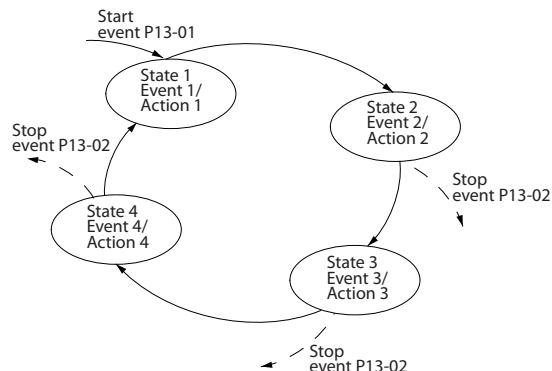 Start
event P13-01
State 1
Event 1/
Action 1
State 2
Event 2/
Action 2
Stop
event P13-02
Stop
event P13-02
State 4
Event 4/
Action 4
State 3
Event 3/
Action 3
Stop
event P13-02